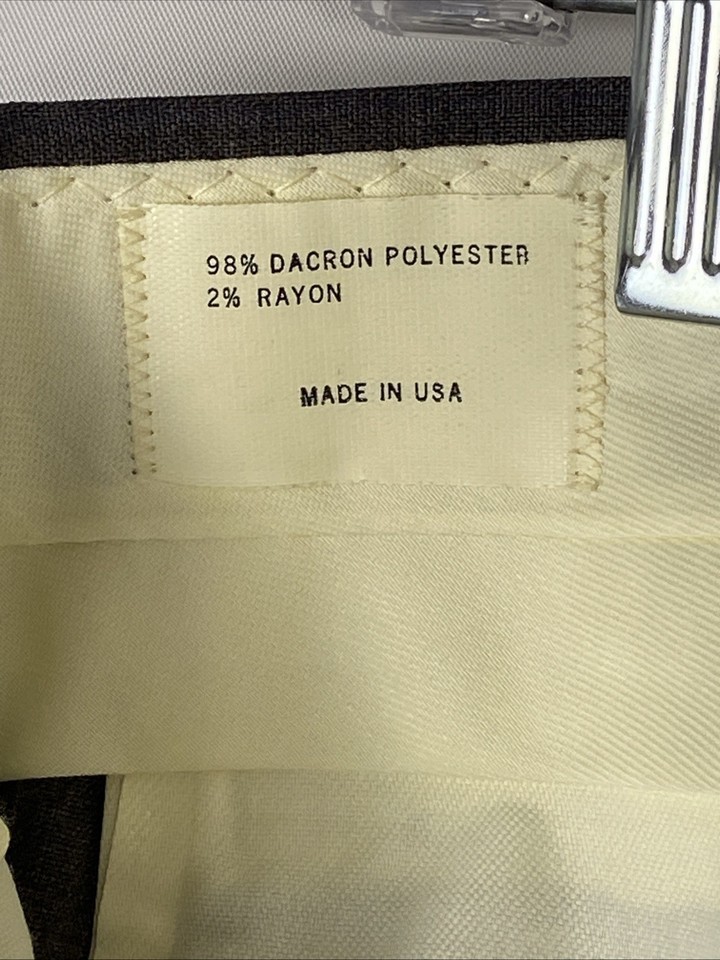 98% DACRON POLYESTER
2% RAYON
MADE IN USA